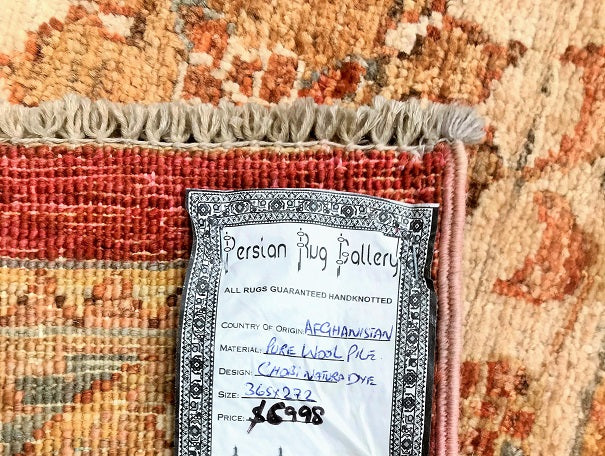 Persian Rug Gallery
ALL RUGS GUARANTEED HANDKNOTTED
COUNTRY OF ORIGIN: AFGHANISTAN
MATERIAL: PURE WOOL PILE
DESIGN: CHOBI NATURA DYE
SIZE: 365x272
PRICE: $6998